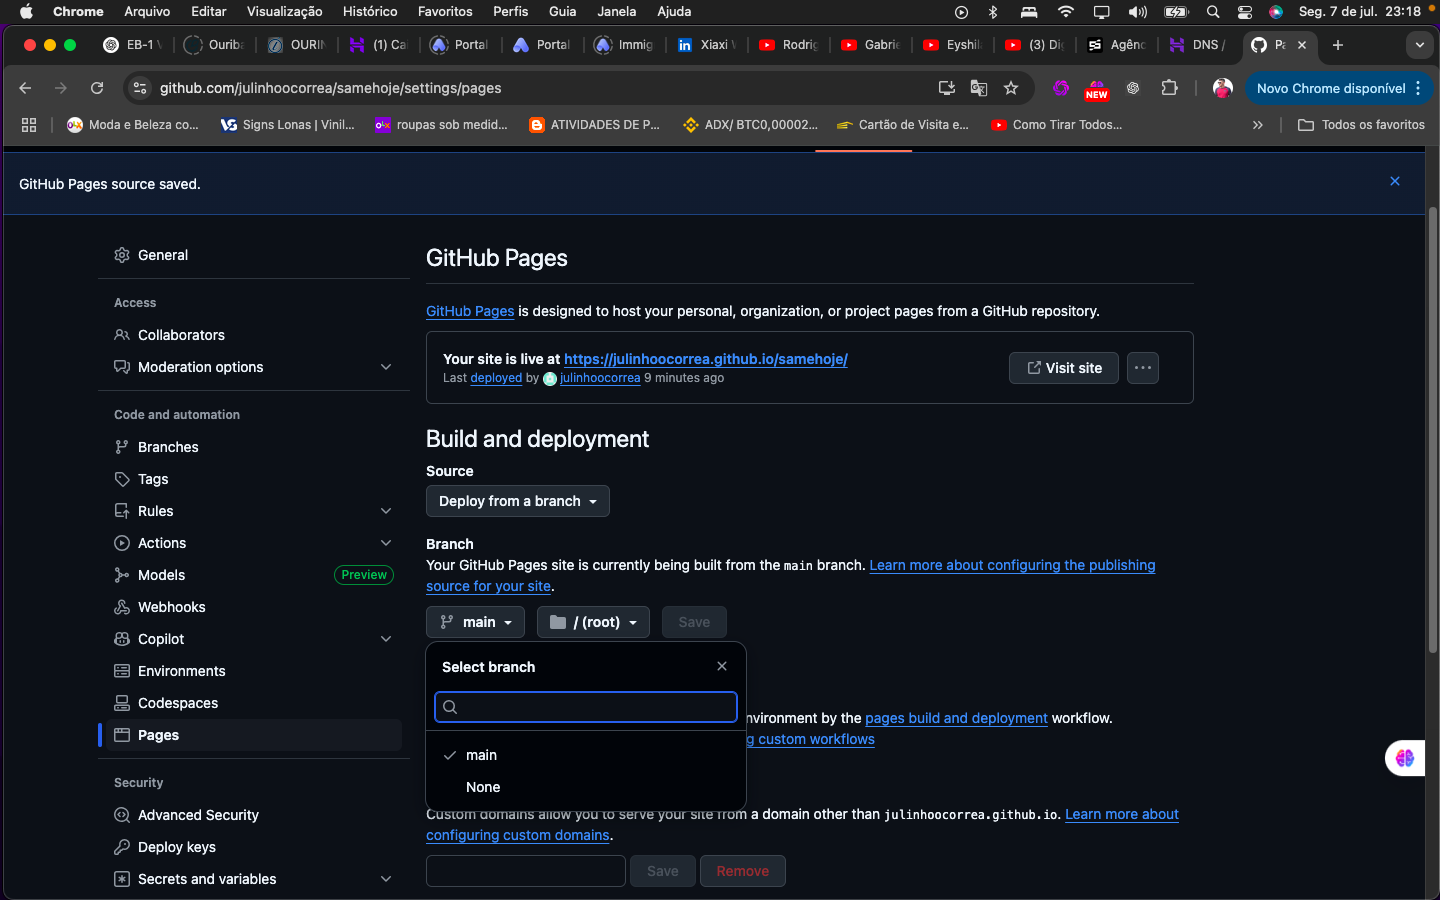 Chrome Arquivo Editar Visualização Histórico Favoritos Perfis Guia Janela Ajuda Seg. 7 de jul. 23:18
EB-1 Ouriba OURIN (1) Ca Portal Portal Immig Xiaxi Rodrig Gabrie Eyshil (3) Di Agênc DNS /
github.com/julinhoocorrea/samehoje/settings/pages NEW Novo Chrome disponível
Moda e Beleza co... Signs Lonas | Vinil... roupas sob medid... ATIVIDADES DE P... ADX/ BTC0,00002... Cartão de Visita e... Como Tirar Todos... » Todos os favoritos
GitHub Pages source saved.
General
Access
Collaborators
Moderation options
Code and automation
Branches
Tags
Rules
Actions
Models Preview
Webhooks
Copilot
Environments
Codespaces
Pages
Security
Advanced Security
Deploy keys
Secrets and variables
GitHub Pages
GitHub Pages is designed to host your personal, organization, or project pages from a GitHub repository.
Your site is live at https://julinhoocorrea.github.io/samehoje/
Last deployed by julinhoocorrea 9 minutes ago
Visit site
Build and deployment
Source
Deploy from a branch
Branch
Your GitHub Pages site is currently being built from the main branch. Learn more about configuring the publishing
source for your site.
main / (root) Save
Select branch
main
None
nvironment by the pages build and deployment workflow.
g custom workflows
Custom domains allow you to serve your site from a domain other than julinhoocorrea.github.io. Learn more about
configuring custom domains.
Save Remove